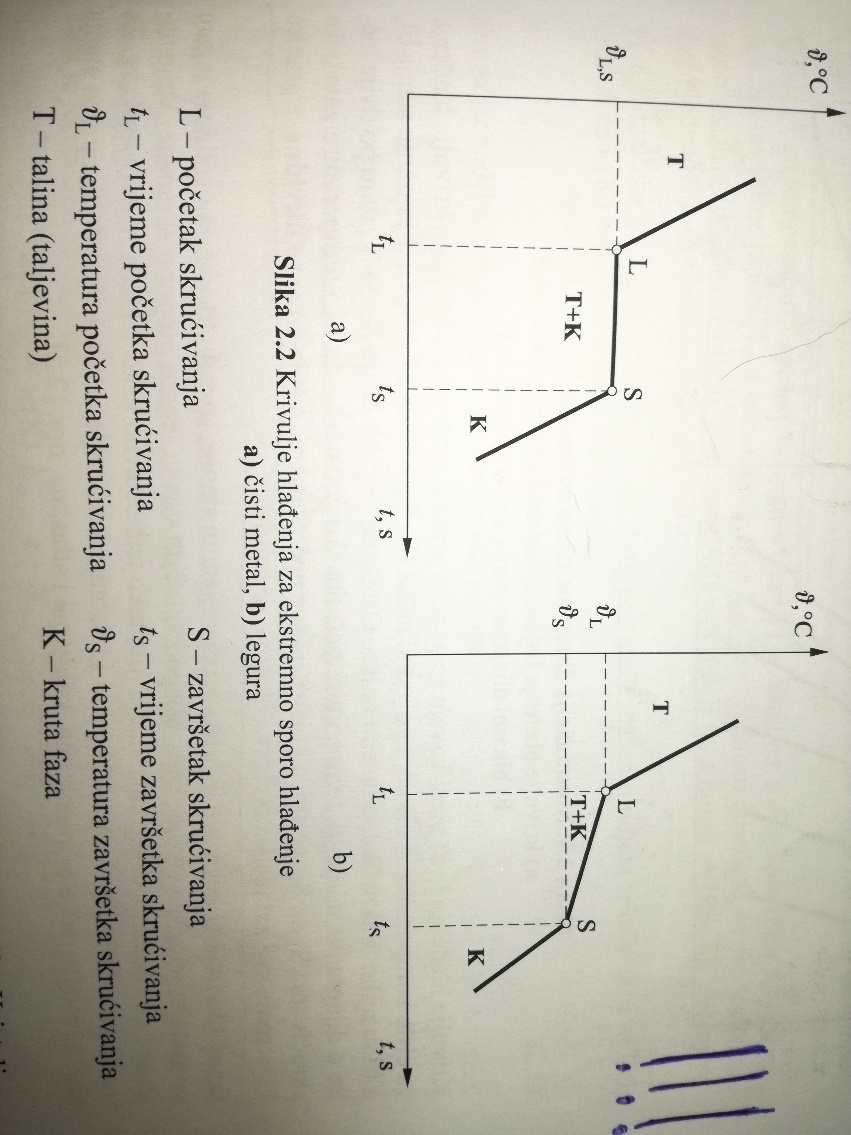 ϑ,°C
ϑL,S
T
L
T+K
S
K
tL
tS
t, s
a)
ϑ,°C
ϑL
ϑS
T
L
T+K
S
K
tL
tS
t, s
b)
Slika 2.2 Krivulje hlađenja za ekstremno sporo hlađenje
a) čisti metal, b) legura
L – početak skrućivanja
tL – vrijeme početka skrućivanja
ϑL – temperatura početka skrućivanja
T – talina (taljevina)
S – završetak skrućivanja
tS – vrijeme završetka skrućivanja
ϑS – temperatura završetka skrućivanja
K – kruta faza
!!!